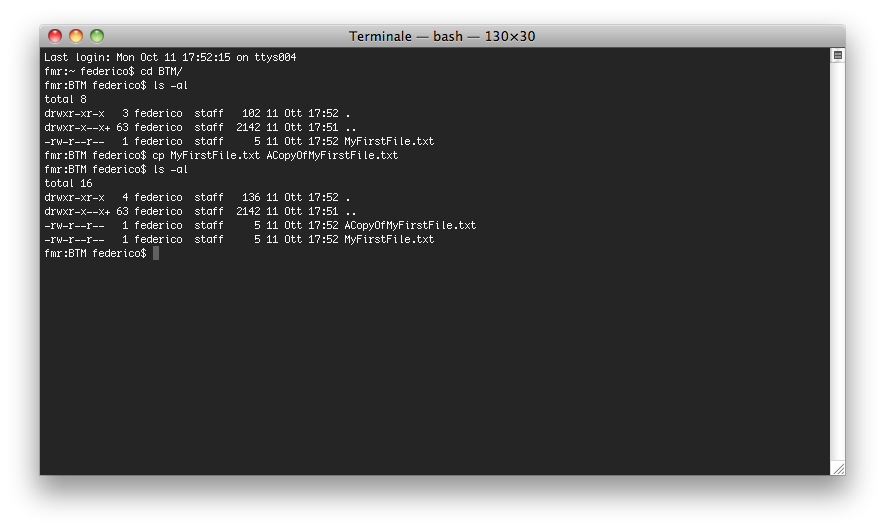 Terminale — bash — 130×30
Last login: Mon Oct 11 17:52:15 on ttys004
fmr:~ federico$ cd BTM/
fmr:BTM federico$ ls -al
total 8
drwxr-xr-x   3 federico  staff   102 11 Ott 17:52 .
drwxr-x--x+ 63 federico  staff  2142 11 Ott 17:51 ..
-rw-r--r--   1 federico  staff     5 11 Ott 17:52 MyFirstFile.txt
fmr:BTM federico$ cp MyFirstFile.txt ACopyOfMyFirstFile.txt
fmr:BTM federico$ ls -al
total 16
drwxr-xr-x   4 federico  staff   136 11 Ott 17:52 .
drwxr-x--x+ 63 federico  staff  2142 11 Ott 17:51 ..
-rw-r--r--   1 federico  staff     5 11 Ott 17:52 ACopyOfMyFirstFile.txt
-rw-r--r--   1 federico  staff     5 11 Ott 17:52 MyFirstFile.txt
fmr:BTM federico$